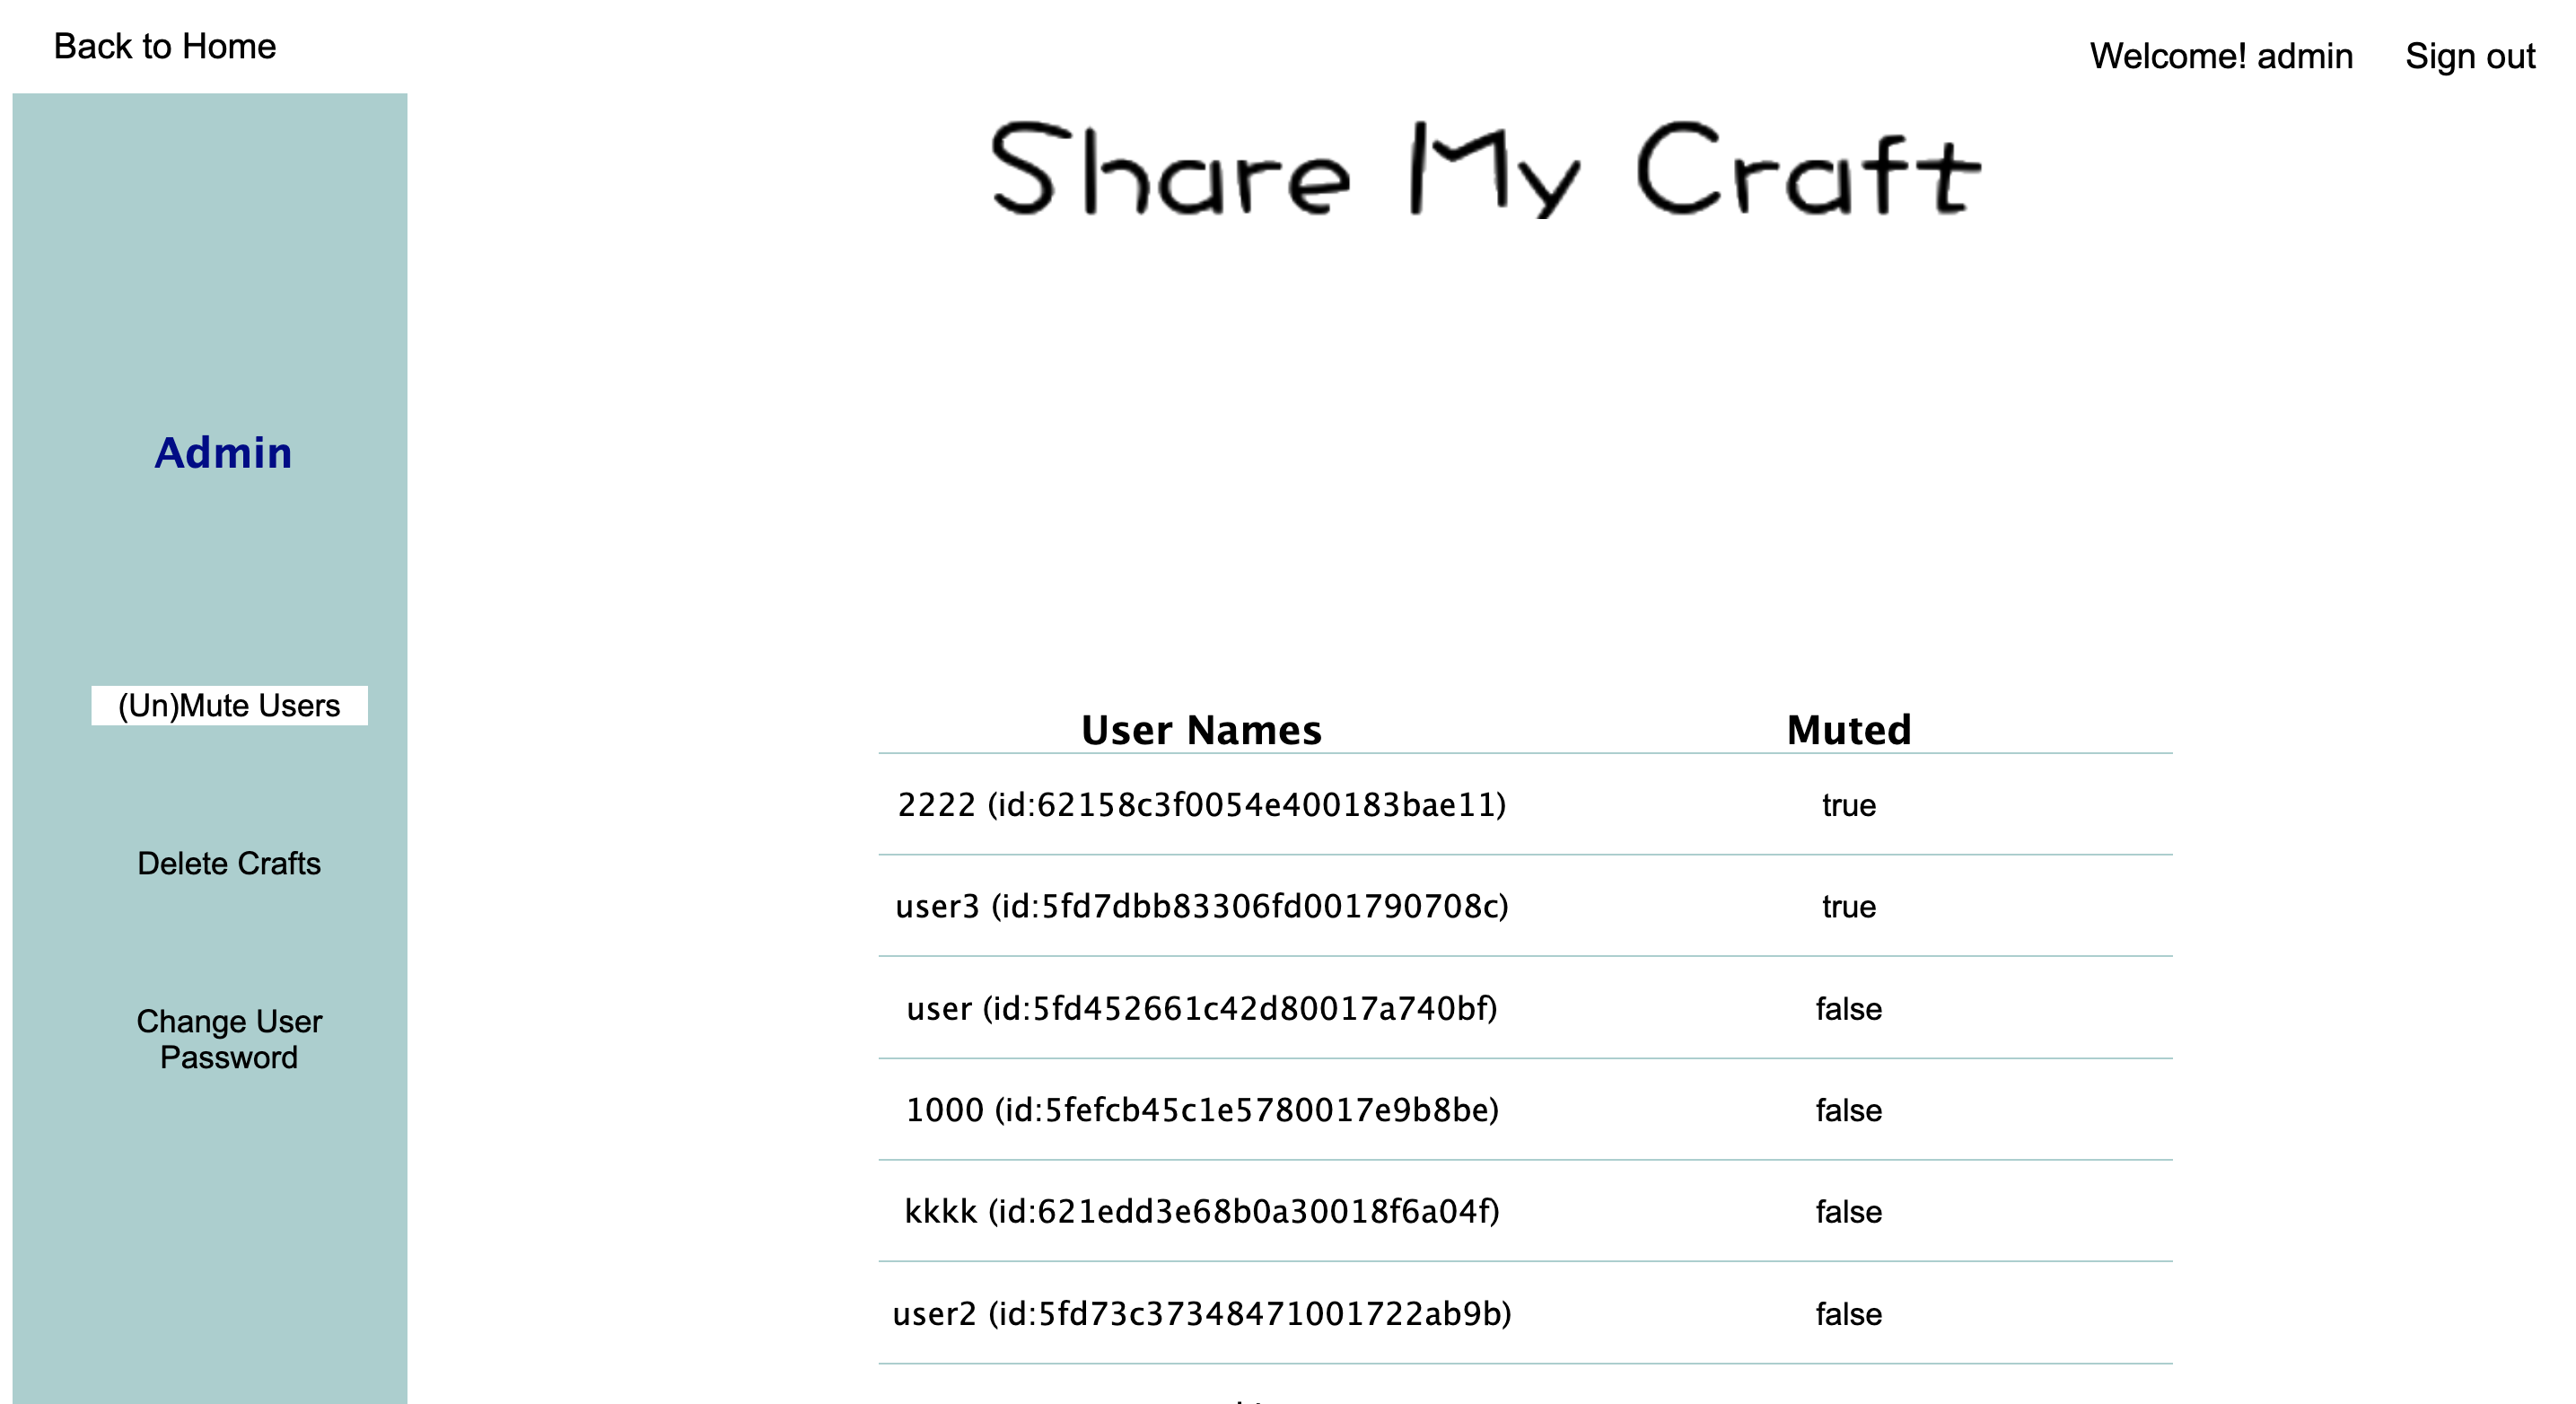 Back to Home
Welcome! admin Sign out
Share My Craft
Admin
(Un)Mute Users
Delete Crafts
Change User
Password
User Names Muted
2222 (id:62158c3f0054e400183bae11) true
user3 (id:5fd7dbb83306fd001790708c) true
user (id:5fd452661c42d80017a740bf) false
1000 (id:5fefcb45c1e5780017e9b8be) false
kkkk (id:621edd3e68b0a30018f6a04f) false
user2 (id:5fd73c37348471001722ab9b) false